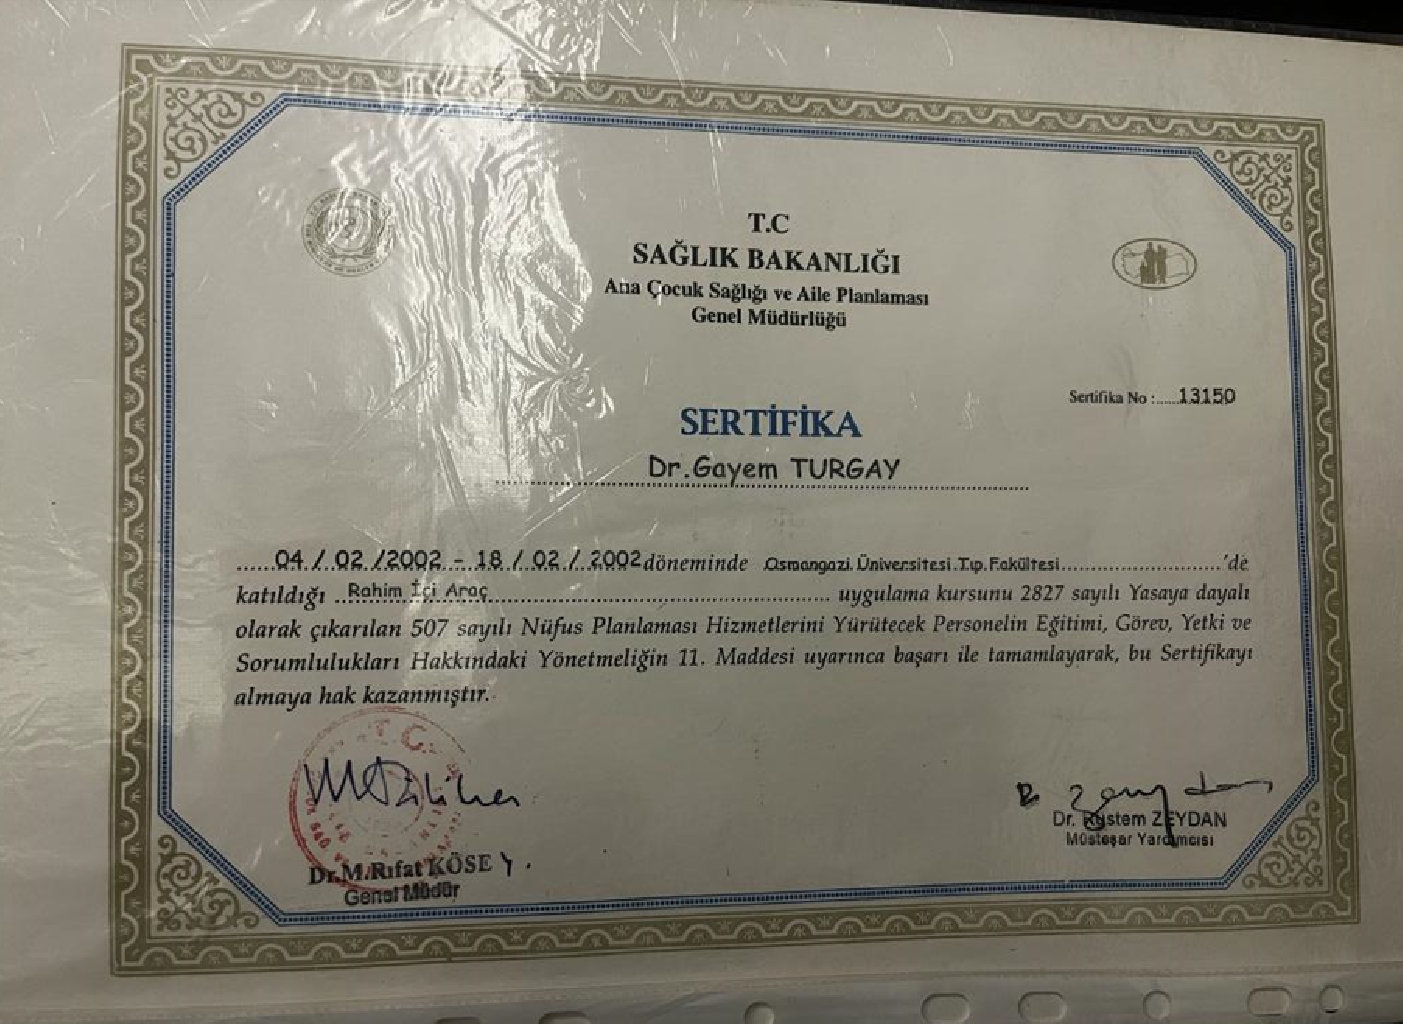 T.C
SAĞLIK BAKANLIĞI
Ana Çocuk Sağlığı ve Aile Planlaması
Genel Müdürlüğü
Sertifika No :.....13150
SERTİFİKA
Dr.Gayem TURGAY
.....04 / 02 /2002 - 18 / 02 / 2002 döneminde Osmangazi Üniversitesi Tıp Fakültesi..........................'de
katıldığı ..Rahim İçi Araç.......................................................... uygulama kursunu 2827 sayılı Yasaya dayalı
olarak çıkarılan 507 sayılı Nüfus Planlaması Hizmetlerini Yürütecek Personelin Eğitimi, Görev, Yetki ve
Sorumlulukları Hakkındaki Yönetmeliğin 11. Maddesi uyarınca başarı ile tamamlayarak, bu Sertifikayı
almaya hak kazanmıştır.
T.C.
Dr.M.Rıfat KÖSE
Genel Müdür
Dr. Rüstem ZEYDAN
Müsteşar Yardımcısı